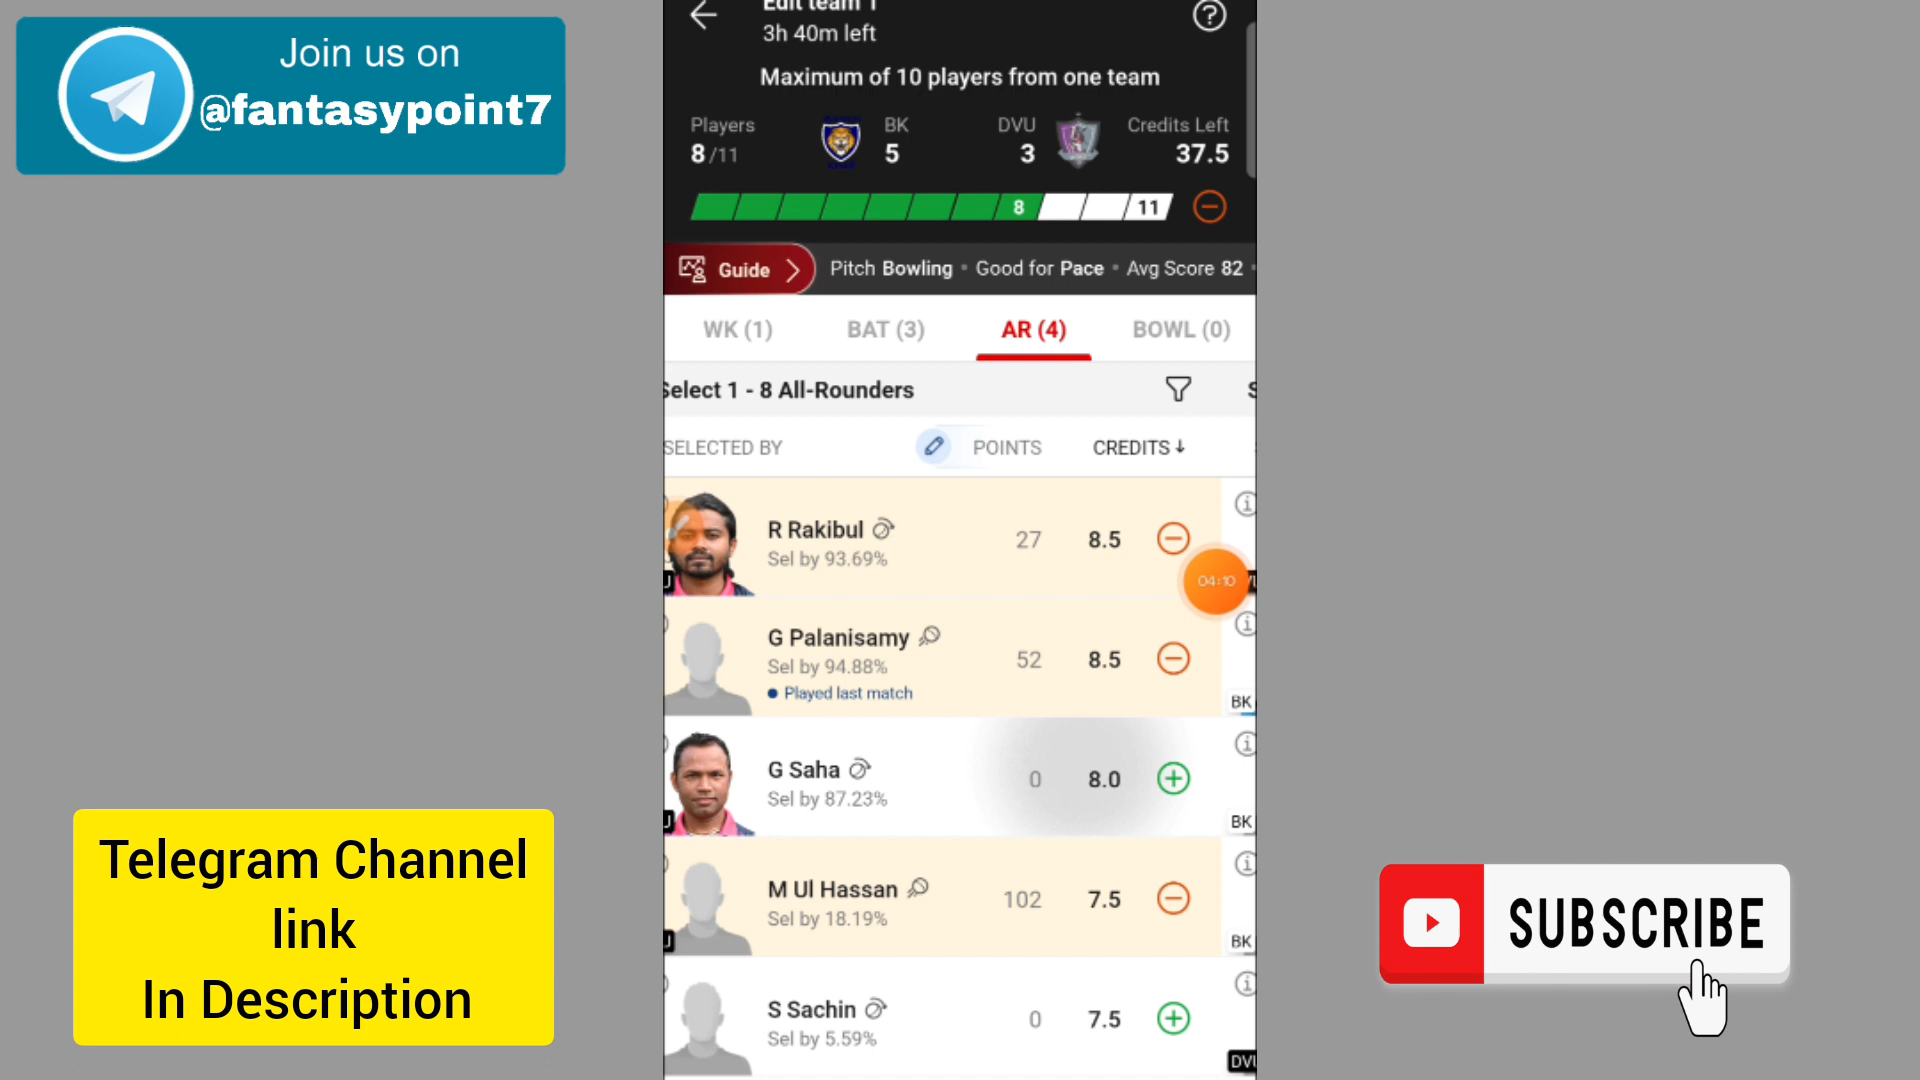 Join us on
@fantasypoint7
Edit team 1
3h 40m left
Maximum of 10 players from one team
Players
8/11
BK
5
DVU
3
Credits Left
37.5
8
11
Guide
Pitch Bowling • Good for Pace • Avg Score 82
WK (1)
BAT (3)
AR (4)
BOWL (0)
Select 1 - 8 All-Rounders
SELECTED BY
POINTS
CREDITS↓
R Rakibul
Sel by 93.69%
27
8.5
04:10
G Palanisamy
Sel by 94.88%
Played last match
52
8.5
BK
G Saha
Sel by 87.23%
0
8.0
BK
M Ul Hassan
Sel by 18.19%
102
7.5
BK
S Sachin
Sel by 5.59%
0
7.5
DVU
Telegram Channel
link
In Description
SUBSCRIBE